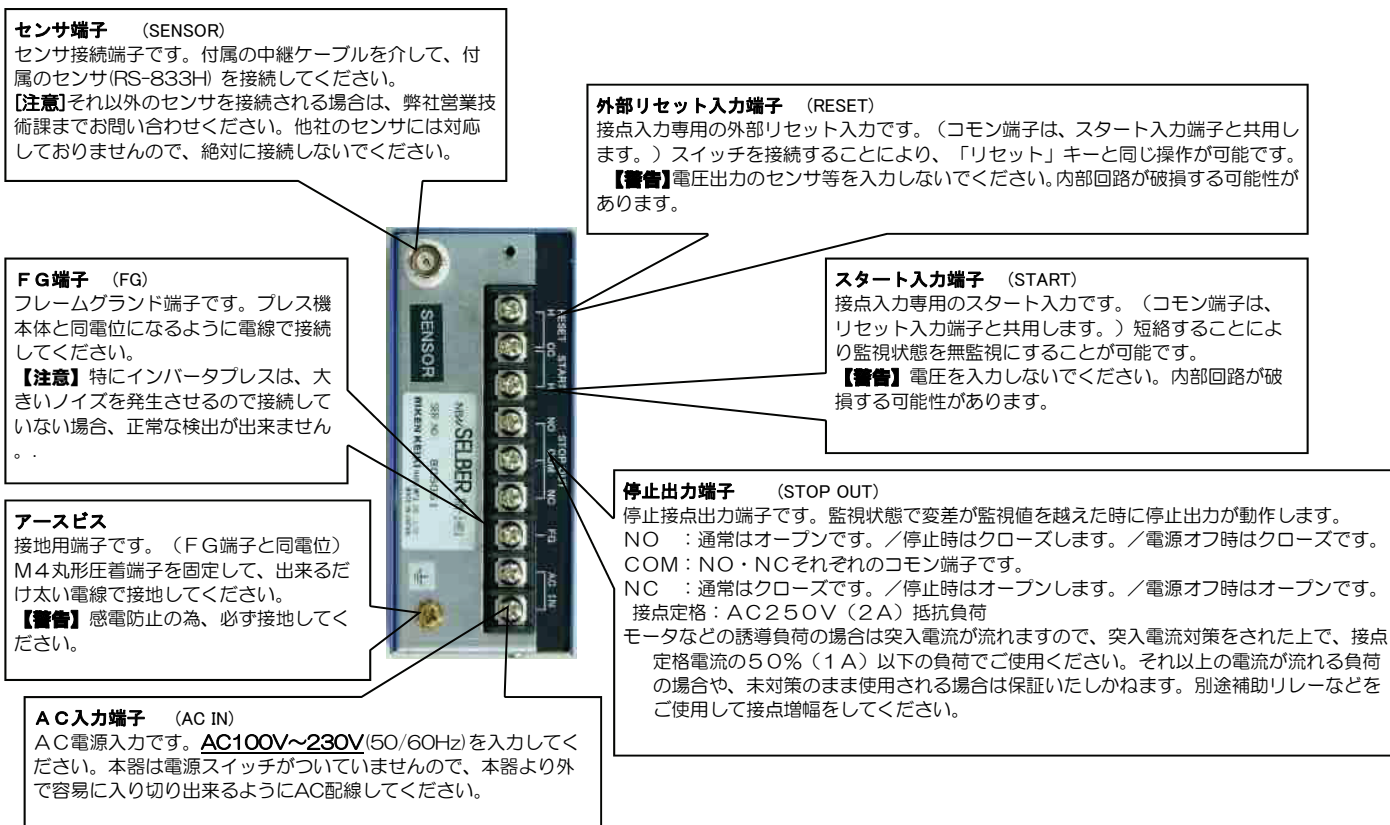 センサ端子　（SENSOR）
センサ接続端子です。付属の中継ケーブルを介して、付
属のセンサ(RS-833H) を接続してください。
[注意]それ以外のセンサを接続される場合は、弊社営業技
術課までお問い合わせください。他社のセンサには対応
しておりませんので、絶対に接続しないでください。
外部リセット入力端子　（RESET）
接点入力専用の外部リセット入力です。（コモン端子は、スタート入力端子と共用し
ます。）スイッチを接続することにより、「リセット」キーと同じ操作が可能です。
【警告】電圧出力のセンサ等を入力しないでください。内部回路が破損する可能性が
あります。
ＦＧ端子　（FG）
フレームグランド端子です。プレス機
本体と同電位になるように電線で接続
してください。
【注意】特にインバータプレスは、大
きいノイズを発生させるので接続して
いない場合、正常な検出が出来ません
。.
スタート入力端子　（START）
接点入力専用のスタート入力です。（コモン端子は、
リセット入力端子と共用します。）短絡することによ
り監視状態を無監視にすることが可能です。
【警告】電圧を入力しないでください。内部回路が破
損する可能性があります。
停止出力端子　（STOP OUT）
停止接点出力端子です。監視状態で変差が監視値を越えた時に停止出力が動作します。
ＮＯ　：通常はオープンです。／停止時はクローズします。／電源オフ時はクローズです。
ＣＯＭ：ＮＯ・ＮＣそれぞれのコモン端子です。
ＮＣ　：通常はクローズです。／停止時はオープンします。／電源オフ時はオープンです。
接点定格：ＡＣ２５０Ｖ（２Ａ）抵抗負荷
モータなどの誘導負荷の場合は突入電流が流れますので、突入電流対策をされた上で、接点
定格電流の５０％（１Ａ）以下の負荷でご使用ください。それ以上の電流が流れる負荷
の場合や、未対策のまま使用される場合は保証いたしかねます。別途補助リレーなどを
ご使用して接点増幅をしてください。
アースビス
接地用端子です。（ＦＧ端子と同電位）
Ｍ４丸形圧着端子を固定して、出来るだ
け太い電線で接地してください。
【警告】感電防止の為、必ず接地してく
ださい。
ＡＣ入力端子　（AC IN）
ＡＣ電源入力です。AC100V～230V(50/60Hz)を入力してく
ださい。本器は電源スイッチがついていませんので、本器より外
で容易に入り切り出来るようにAC配線してください。
SENSOR
SELBER
RIKEN KEIKI
RESET
START
STOP OUT
NO
COM
NC
FG
AC IN